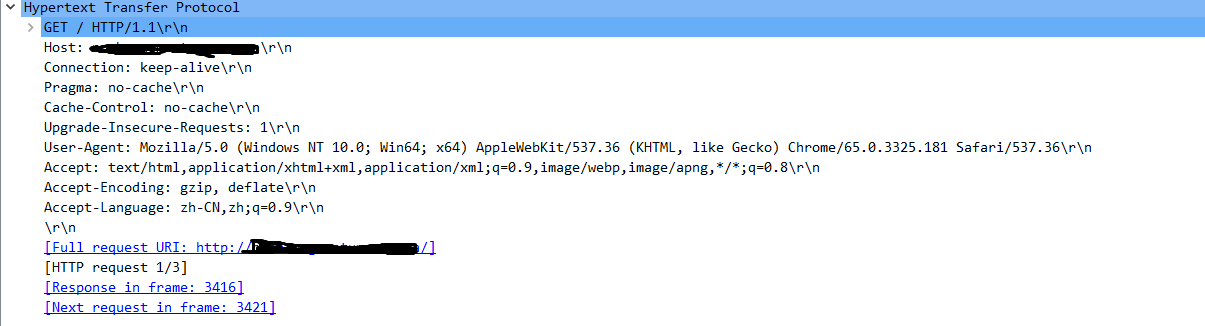 Hypertext Transfer Protocol
GET / HTTP/1.1\r\n
Host: \r\n
Connection: keep-alive\r\n
Pragma: no-cache\r\n
Cache-Control: no-cache\r\n
Upgrade-Insecure-Requests: 1\r\n
User-Agent: Mozilla/5.0 (Windows NT 10.0; Win64; x64) AppleWebKit/537.36 (KHTML, like Gecko) Chrome/65.0.3325.181 Safari/537.36\r\n
Accept: text/html,application/xhtml+xml,application/xml;q=0.9,image/webp,image/apng,*/*;q=0.8\r\n
Accept-Encoding: gzip, deflate\r\n
Accept-Language: zh-CN,zh;q=0.9\r\n
\r\n
[Full request URI: http:///]
[HTTP request 1/3]
[Response in frame: 3416]
[Next request in frame: 3421]